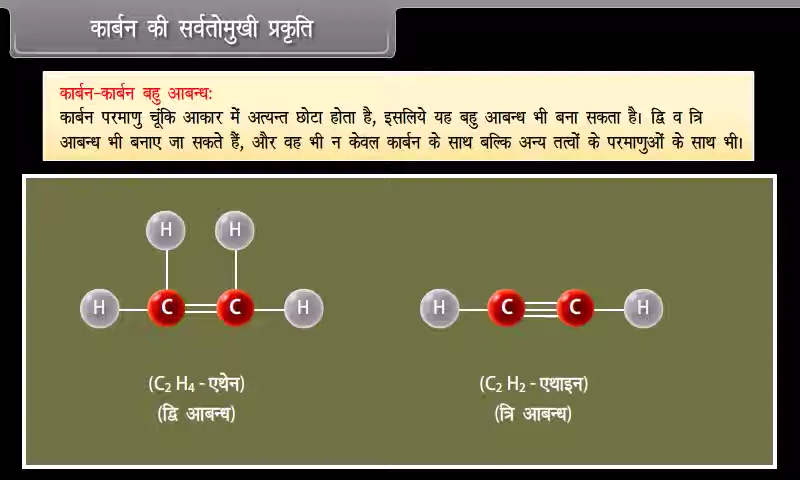 कार्बन की सर्वतोमुखी प्रकृति
कार्बन-कार्बन बहु आबन्ध:
कार्बन परमाणु चूंकि आकार में अत्यन्त छोटा होता है, इसलिये यह बहु आबन्ध भी बना सकता है। द्वि व त्रि
आबन्ध भी बनाए जा सकते हैं, और वह भी न केवल कार्बन के साथ बल्कि अन्य तत्वों के परमाणुओं के साथ भी।
H H
H C C H H C C H
(C₂ H₄ - एथेन) (C₂ H₂ - एथाइन)
(द्वि आबन्ध) (त्रि आबन्ध)